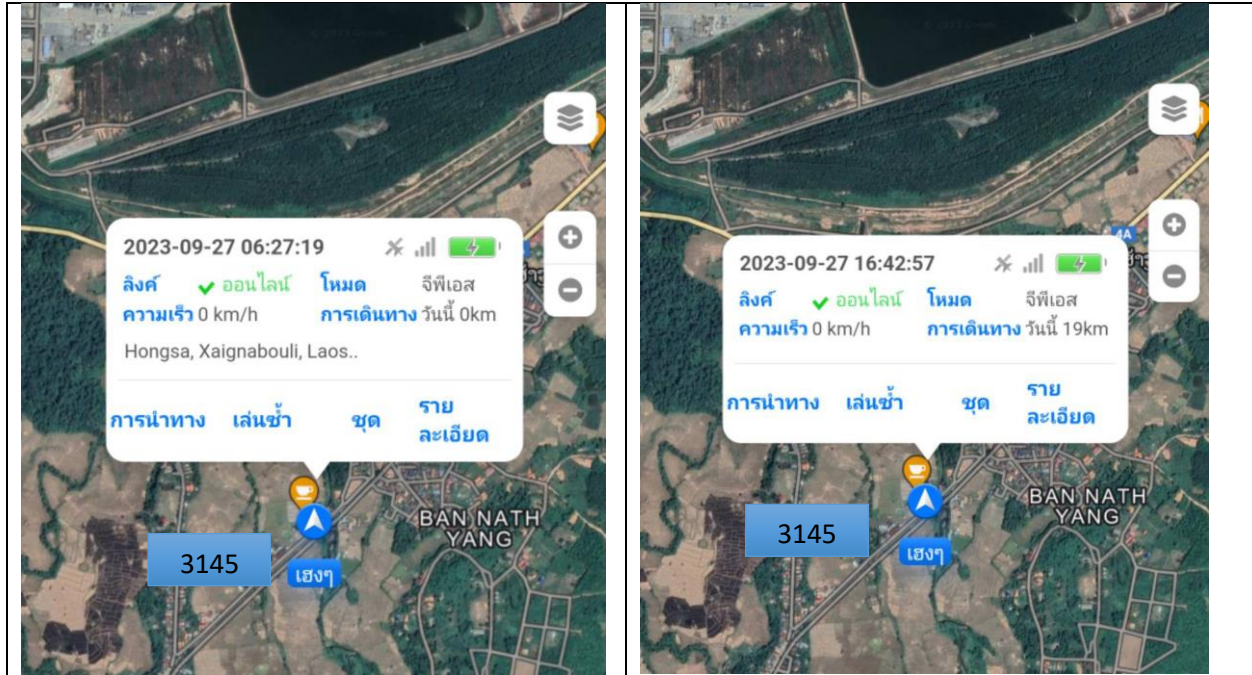 © 2023 Google
2023-09-27 06:27:19
ลิงค์ ออนไลน์ โหมด จีพีเอส
ความเร็ว 0 km/h การเดินทาง วันนี้ 0km
Hongsa, Xaignabouli, Laos..
การนำทาง เล่นซ้ำ ชุด ราย
ละเอียด
BAN NATH
YANG
3145
เฮงๆ
4A
2023-09-27 16:42:57
ลิงค์ ออนไลน์ โหมด จีพีเอส
ความเร็ว 0 km/h การเดินทาง วันนี้ 19km
การนำทาง เล่นซ้ำ ชุด ราย
ละเอียด
BAN NATH
YANG
3145
เฮงๆ